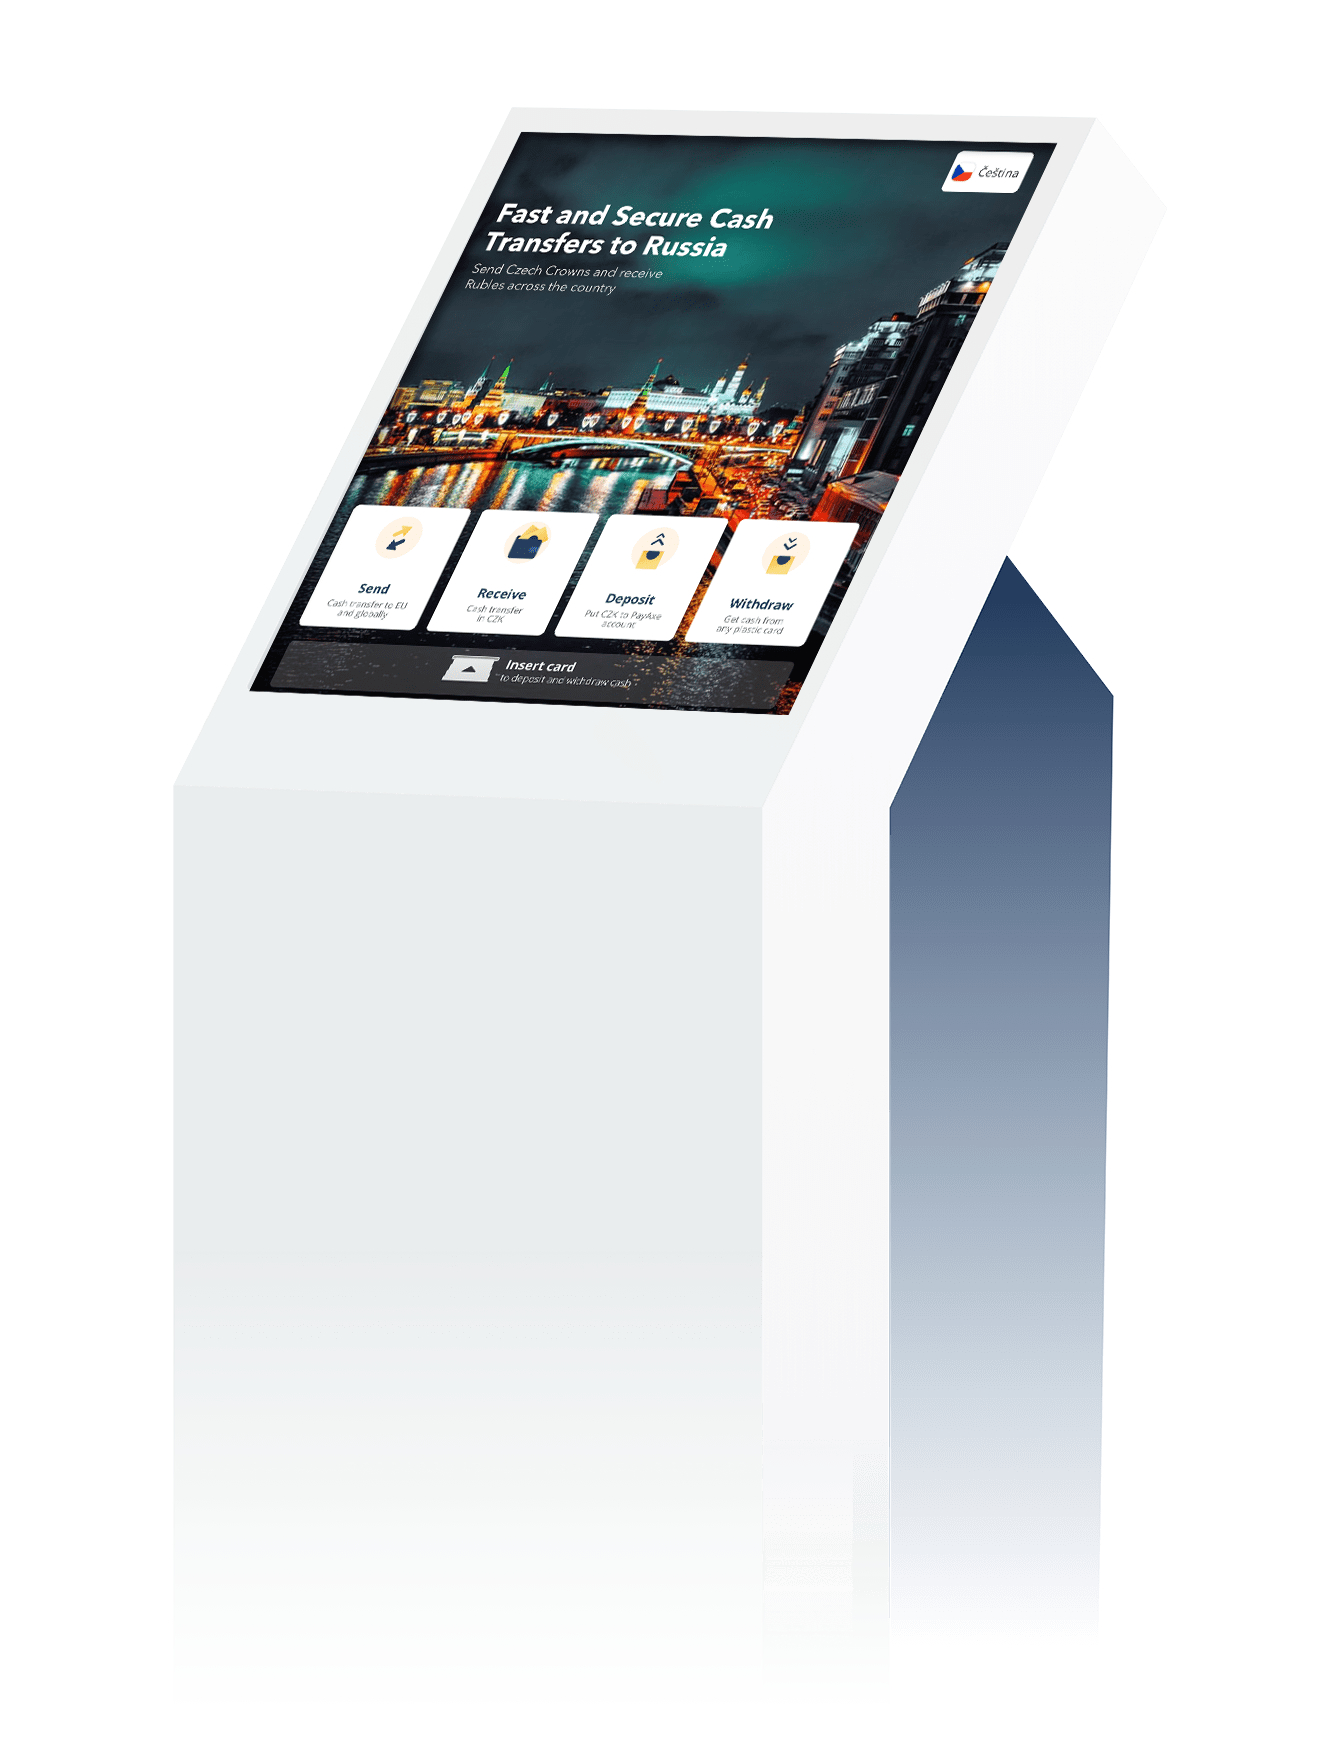 Čeština
Fast and Secure Cash
Transfers to Russia
Send Czech Crowns and receive
Rubles across the country
Send
Cash transfer to EU
and globally
Receive
Cash transfer
in CZK
Deposit
Put CZK to PayAxe
account
Withdraw
Get cash from
any plastic card
Insert card
to deposit and withdraw cash